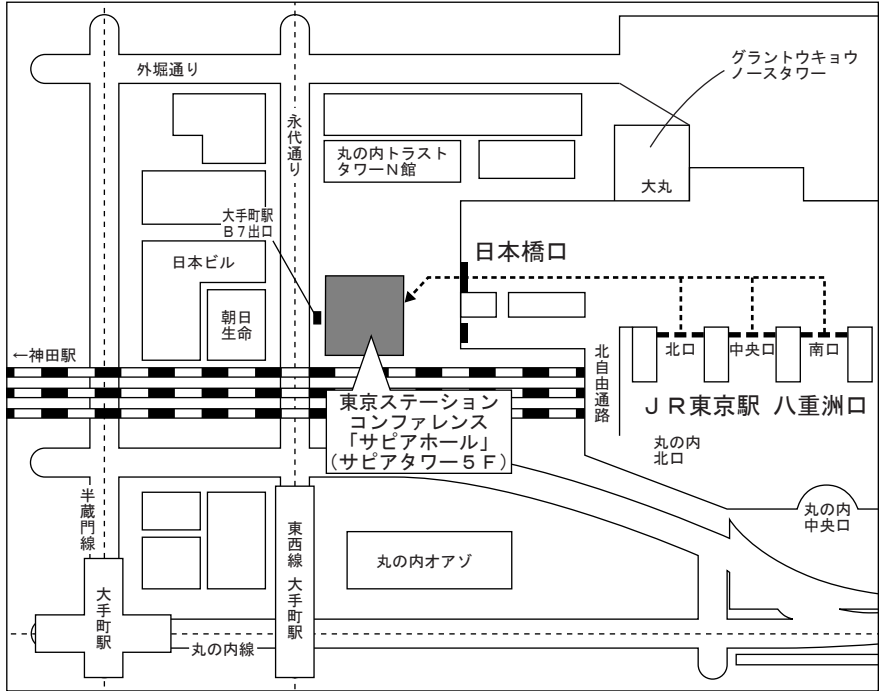 外堀通り
グラントウキョウ
ノースタワー
永代通り
丸の内トラスト
タワーN館
大丸
大手町駅
B7出口
日本ビル
日本橋口
朝日
生命
←神田駅
北自由通路
北口
中央口
南口
東京ステーション
コンファレンス
「サピアホール」
(サピアタワー5F)
JR東京駅 八重洲口
丸の内
北口
半蔵門線
東西線 大手町駅
丸の内オアゾ
丸の内
中央口
大手町駅
丸の内線